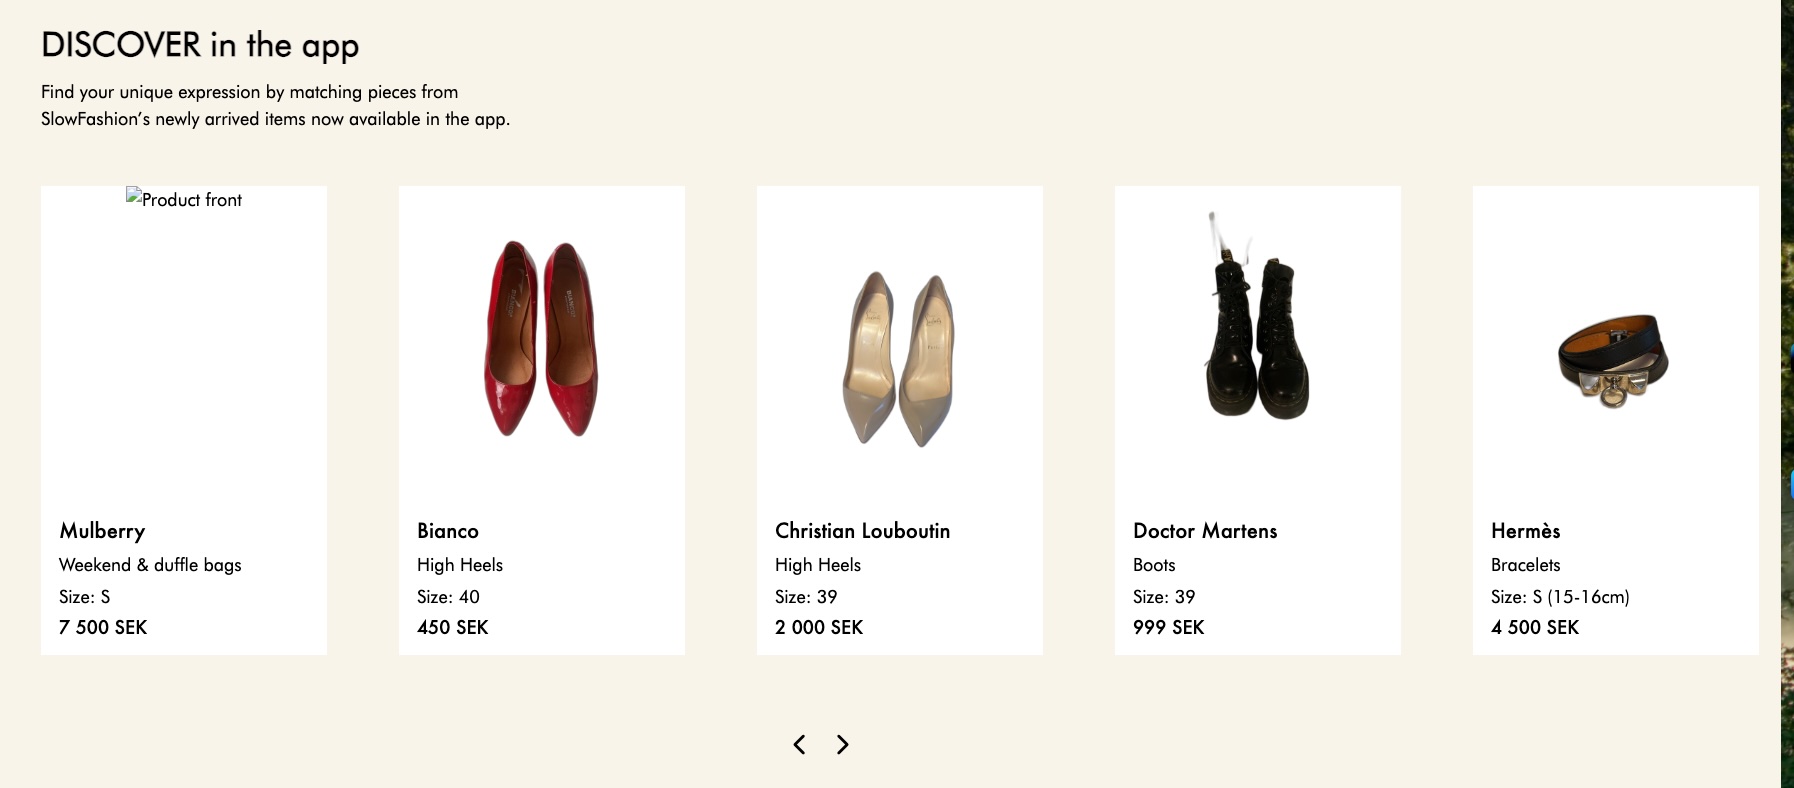 DISCOVER in the app
Find your unique expression by matching pieces from
SlowFashion’s newly arrived items now available in the app.
Product front
Mulberry
Weekend & duffle bags
Size: S
7 500 SEK
Bianco
High Heels
Size: 40
450 SEK
Christian Louboutin
High Heels
Size: 39
2 000 SEK
Doctor Martens
Boots
Size: 39
999 SEK
Hermès
Bracelets
Size: S (15-16cm)
4 500 SEK